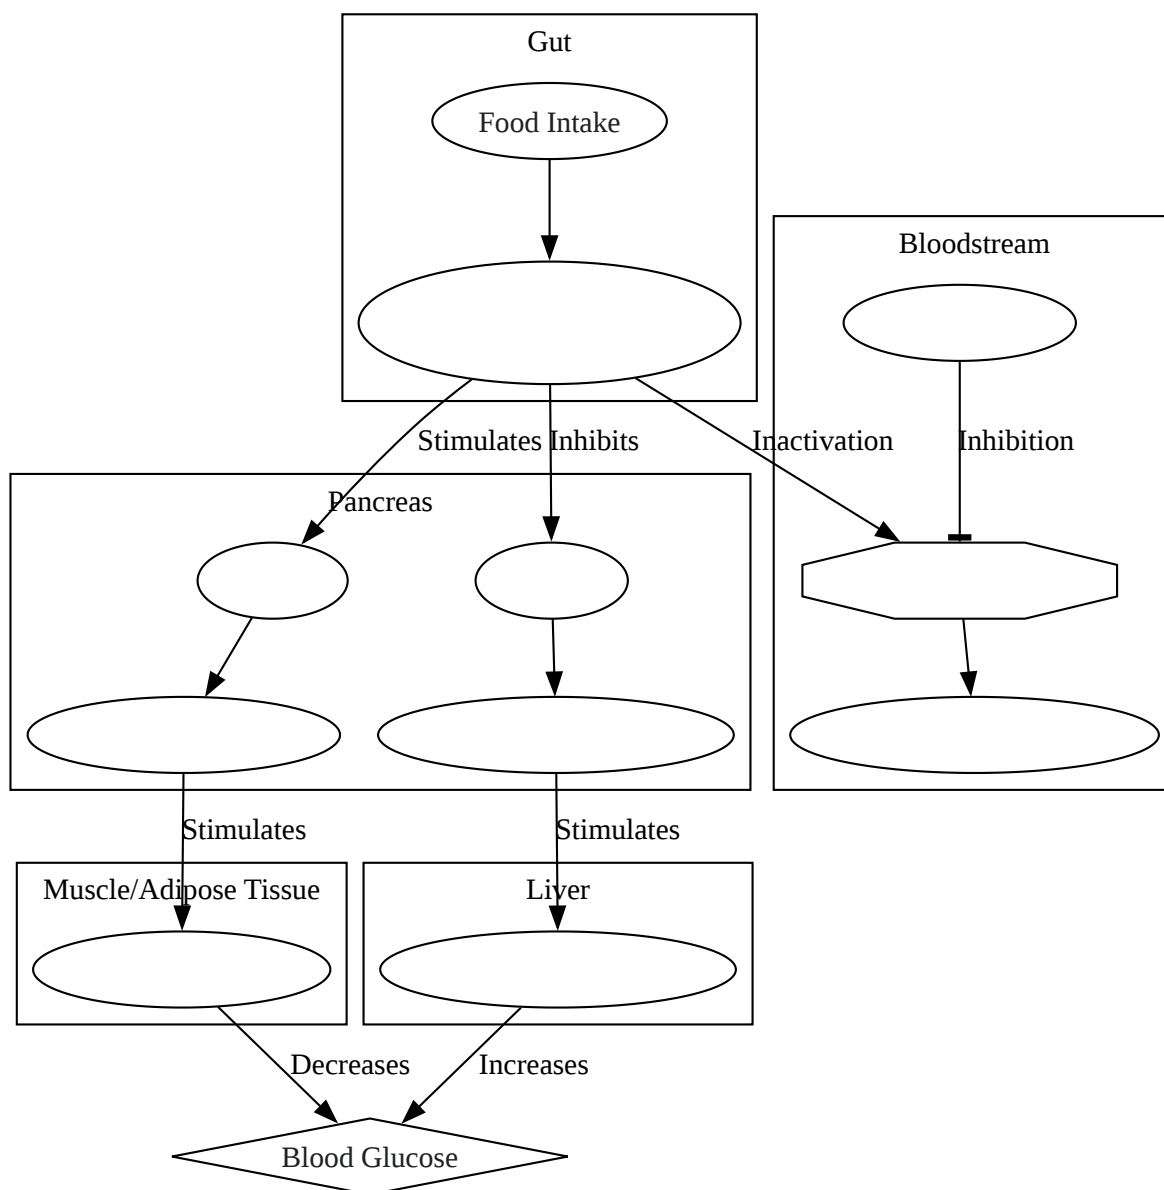 Gut
Food Intake
Bloodstream
Stimulates
Inhibits
Inactivation
Inhibition
Pancreas
Stimulates
Stimulates
Muscle/Adipose Tissue
Liver
Decreases
Increases
Blood Glucose